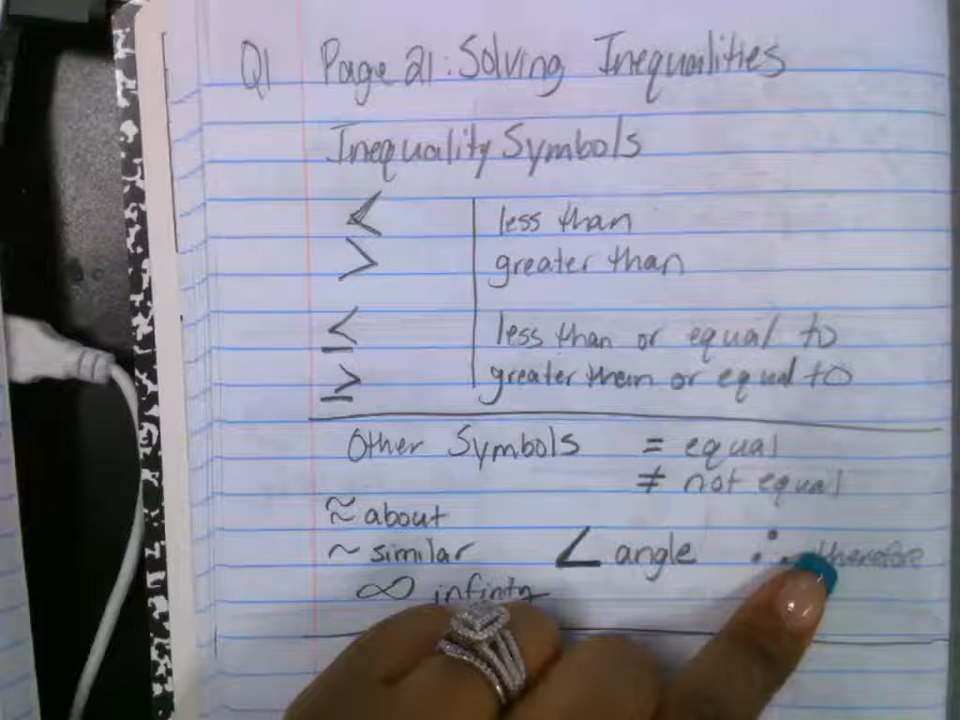 Q1 Page 21: Solving Inequalities
Inequality Symbols
< less than
> greater than
≤ less than or equal to
≥ greater than or equal to
Other Symbols = equal
≠ not equal
≈ about
~ similar ∠ angle ∴ therefore
∞ infinity